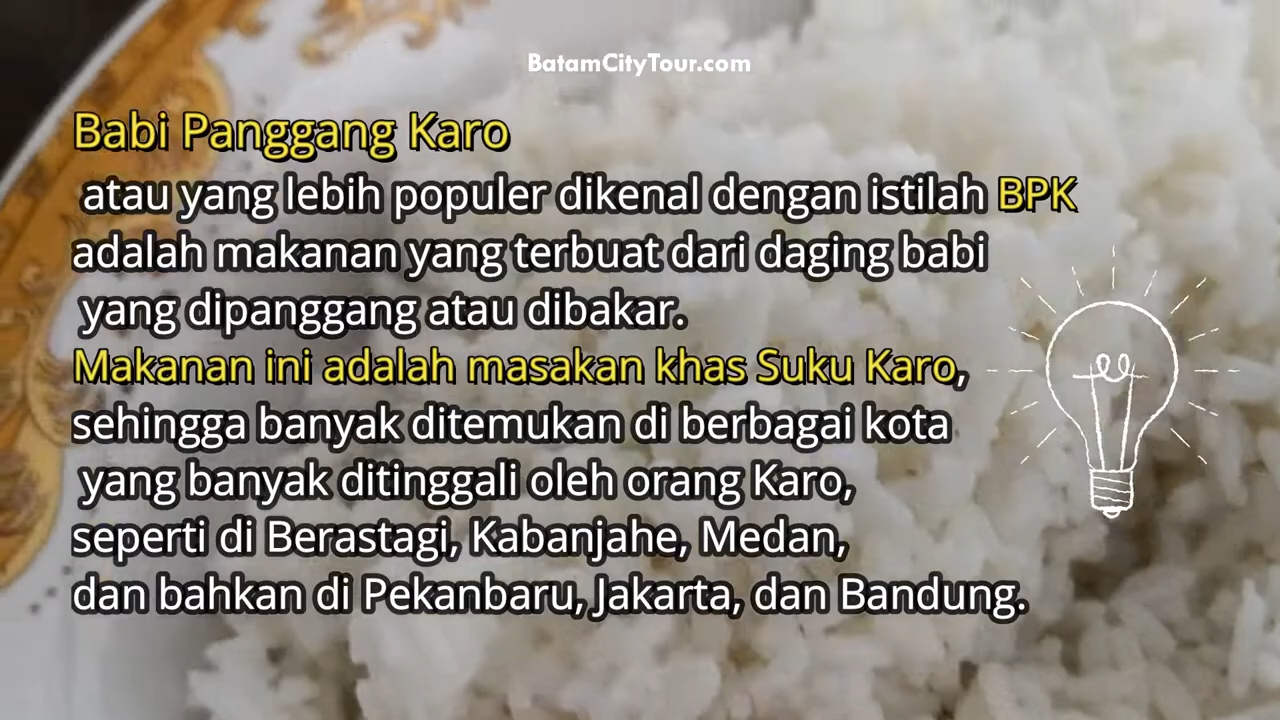 BatamCityTour.com
Babi Panggang Karo
atau yang lebih populer dikenal dengan istilah BPK
adalah makanan yang terbuat dari daging babi
yang dipanggang atau dibakar.
Makanan ini adalah masakan khas Suku Karo,
sehingga banyak ditemukan di berbagai kota
yang banyak ditinggali oleh orang Karo,
seperti di Berastagi, Kabanjahe, Medan,
dan bahkan di Pekanbaru, Jakarta, dan Bandung.